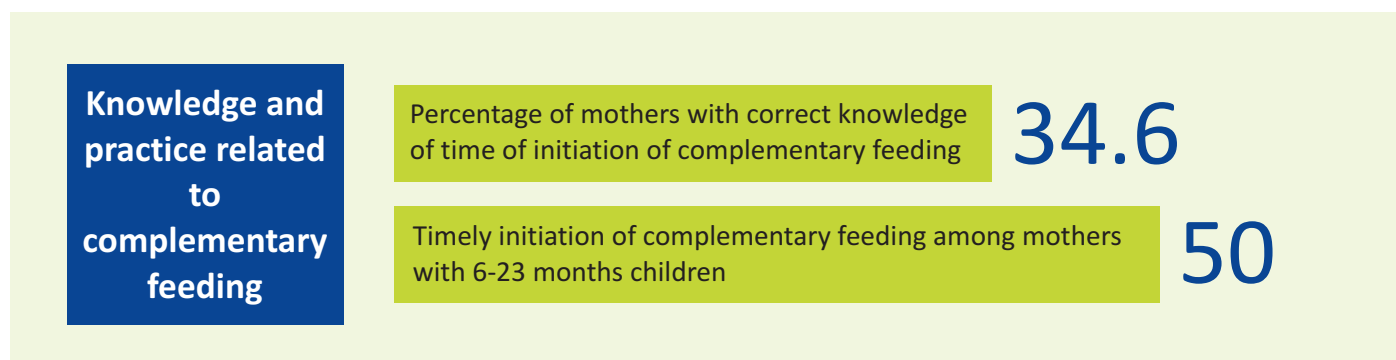 Knowledge and
practice related
to
complementary
feeding
Percentage of mothers with correct knowledge
of time of initiation of complementary feeding
34.6
Timely initiation of complementary feeding among mothers
with 6-23 months children
50